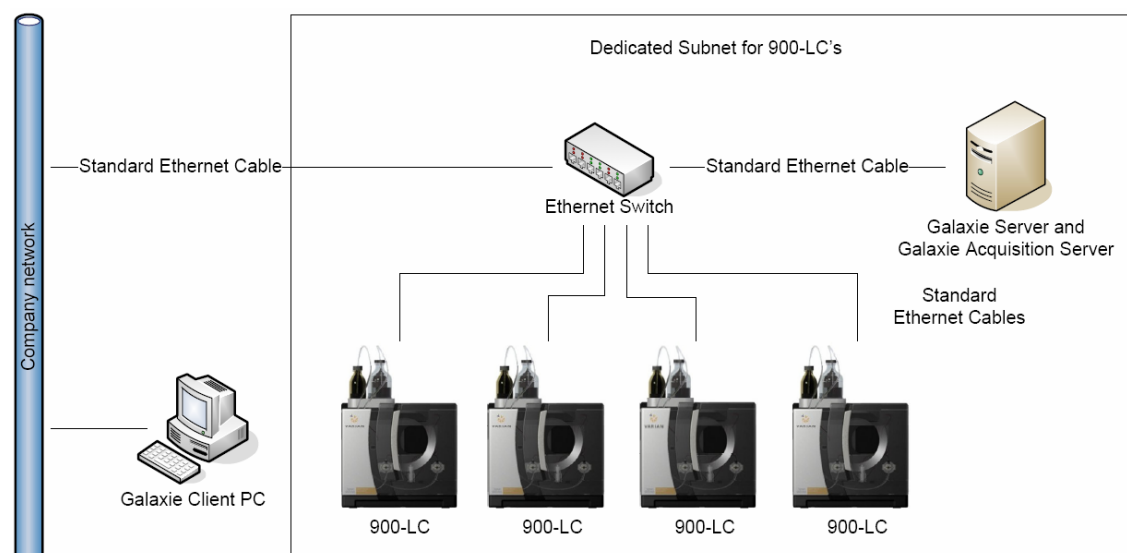 Dedicated Subnet for 900-LC's
Standard Ethernet Cable
Standard Ethernet Cable
Ethernet Switch
Galaxie Server and
Galaxie Acquisition Server
Standard
Ethernet Cables
Company network
Galaxie Client PC
900-LC
900-LC
900-LC
900-LC